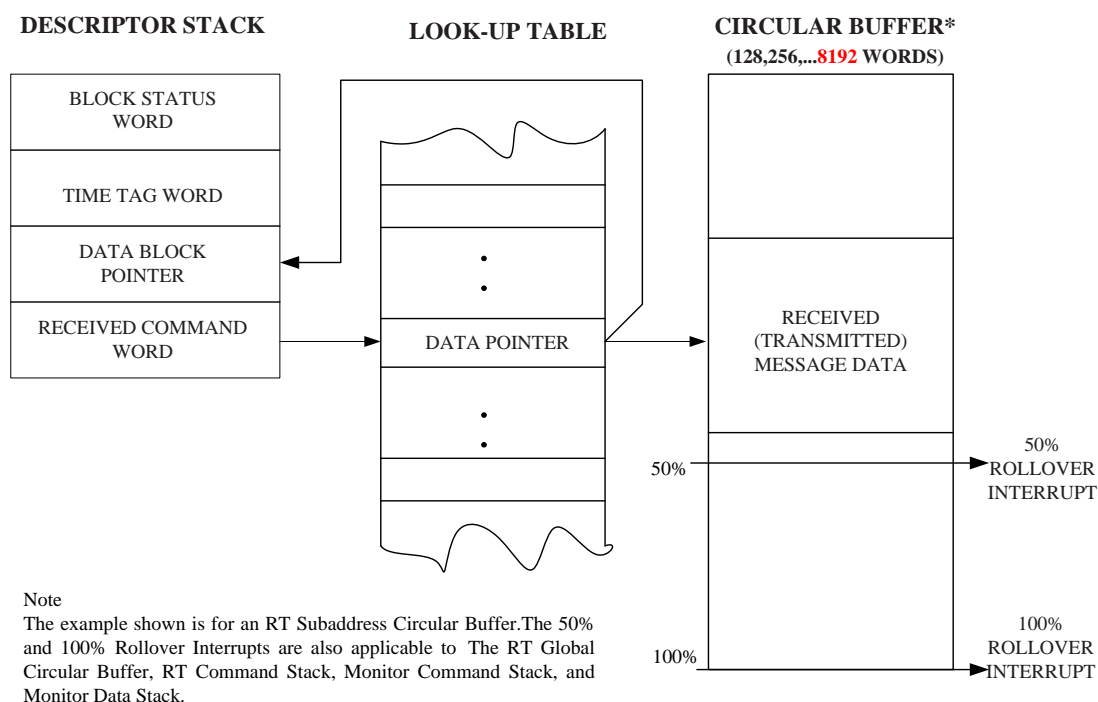 DESCRIPTOR STACK
LOOK-UP TABLE
CIRCULAR BUFFER*
(128,256,...8192 WORDS)
BLOCK STATUS
WORD
TIME TAG WORD
DATA BLOCK
POINTER
RECEIVED COMMAND
WORD
DATA POINTER
RECEIVED
(TRANSMITTED)
MESSAGE DATA
50%
50%
ROLLOVER
INTERRUPT
100%
100%
ROLLOVER
INTERRUPT
Note
The example shown is for an RT Subaddress Circular Buffer.The 50%
and 100% Rollover Interrupts are also applicable to The RT Global
Circular Buffer, RT Command Stack, Monitor Command Stack, and
Monitor Data Stack.